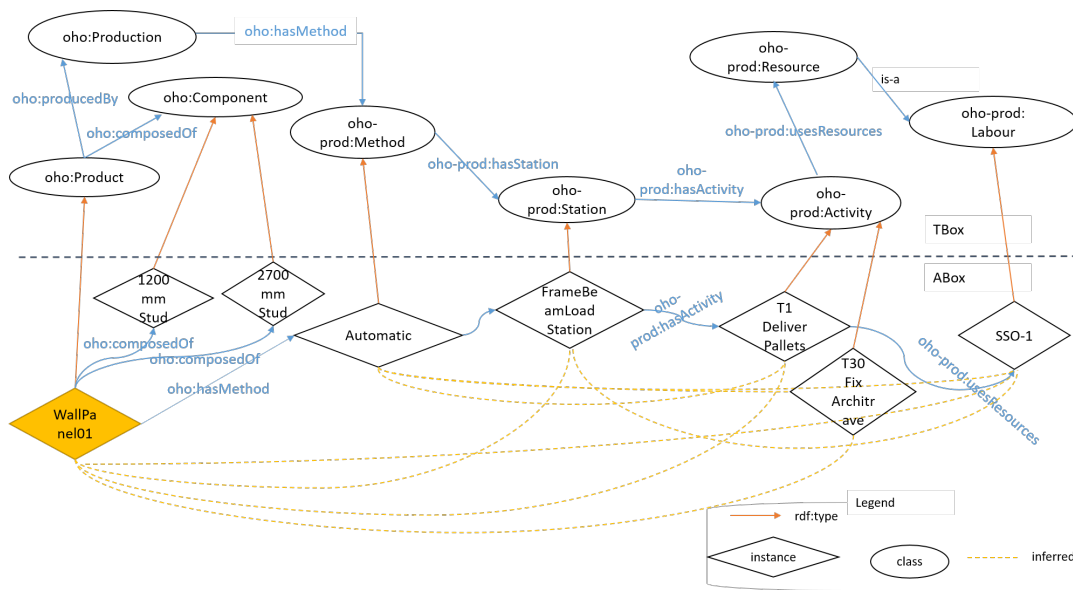 oho:Production
oho:hasMethod
oho-
prod:Resource
is-a
oho:producedBy
oho:Component
oho:composedOf
oho-
prod:Method
oho-prod:usesResources
oho-prod:
Labour
oho-prod:hasStation
oho:Product
oho-
prod:hasActivity
oho-
prod:Station
oho-
prod:Activity
TBox
ABox
1200
mm
Stud
2700
mm
Stud
FrameBe
amLoad
Station
oho-
prod:hasActivity
T1
Deliver
Pallets
Automatic
SSO-1
oho:composedOf
oho:composedOf
oho:hasMethod
T30
Fix
Architr
ave
oho-prod:usesResources
WallPa
nel01
Legend
rdf:type
instance
class
inferred